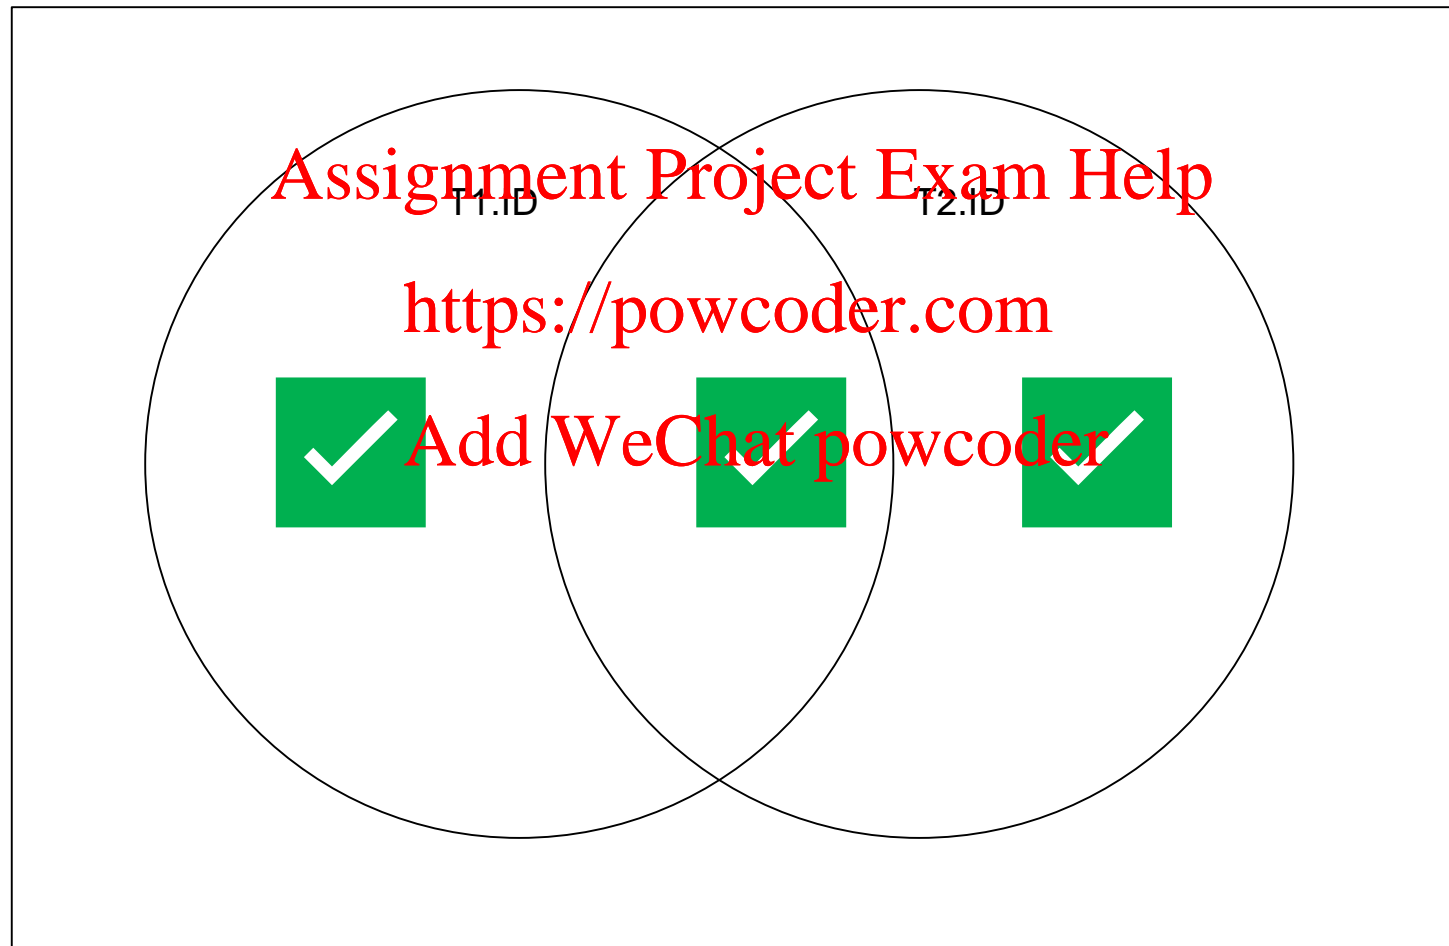 Assignment Project Exam Help
T1.ID
T2.ID
https://powcoder.com
Add WeChat powcoder